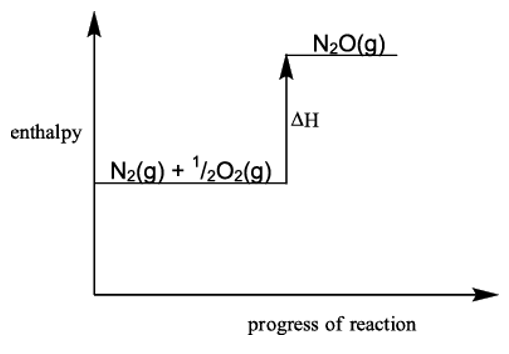 N₂O(g)
ΔH
enthalpy
N₂(g) + ¹/₂O₂(g)
progress of reaction